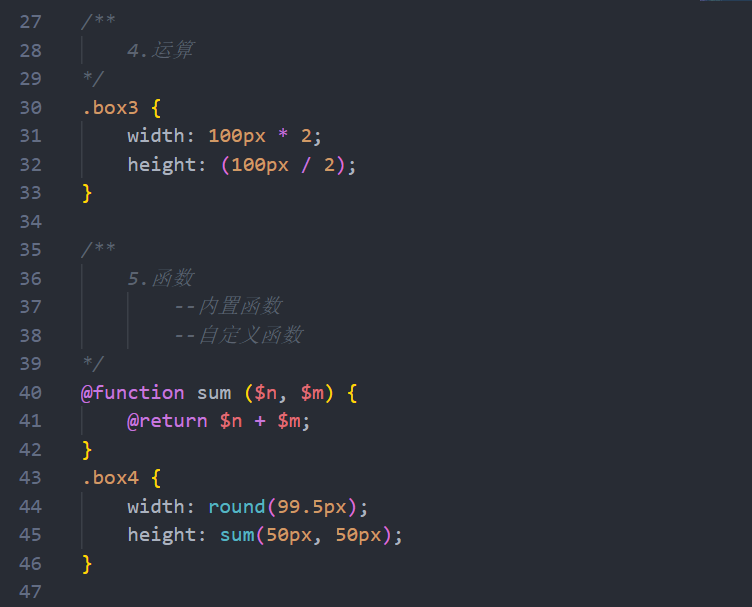 27 /**
28 4.运算
29 */
30 .box3 {
31 width: 100px * 2;
32 height: (100px / 2);
33 }
34
35 /**
36 5.函数
37 --内置函数
38 --自定义函数
39 */
40 @function sum ($n, $m) {
41 @return $n + $m;
42 }
43 .box4 {
44 width: round(99.5px);
45 height: sum(50px, 50px);
46 }
47